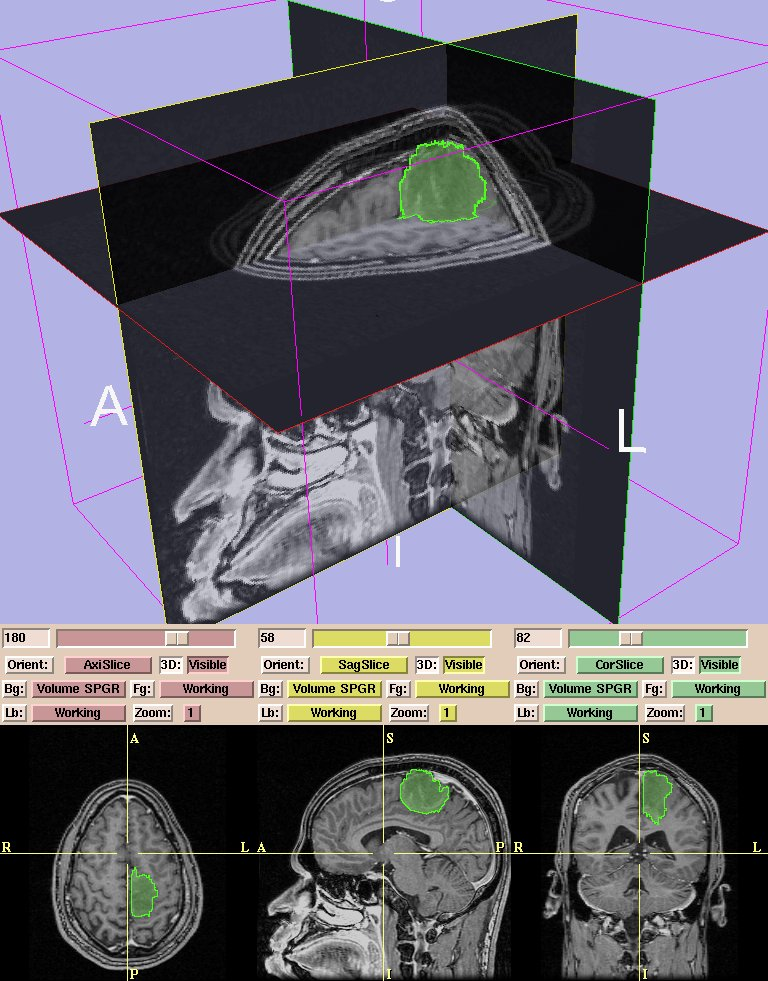 A
L
I
180
58
82
Orient: AxiSlice 3D: Visible
Orient: SagSlice 3D: Visible
Orient: CorSlice 3D: Visible
Bg: Volume SPGR Fg: Working
Bg: Volume SPGR Fg: Working
Bg: Volume SPGR Fg: Working
Lb: Working Zoom: 1
Lb: Working Zoom: 1
Lb: Working Zoom: 1
A
S
S
R
L
A
P
R
L
P
I
I